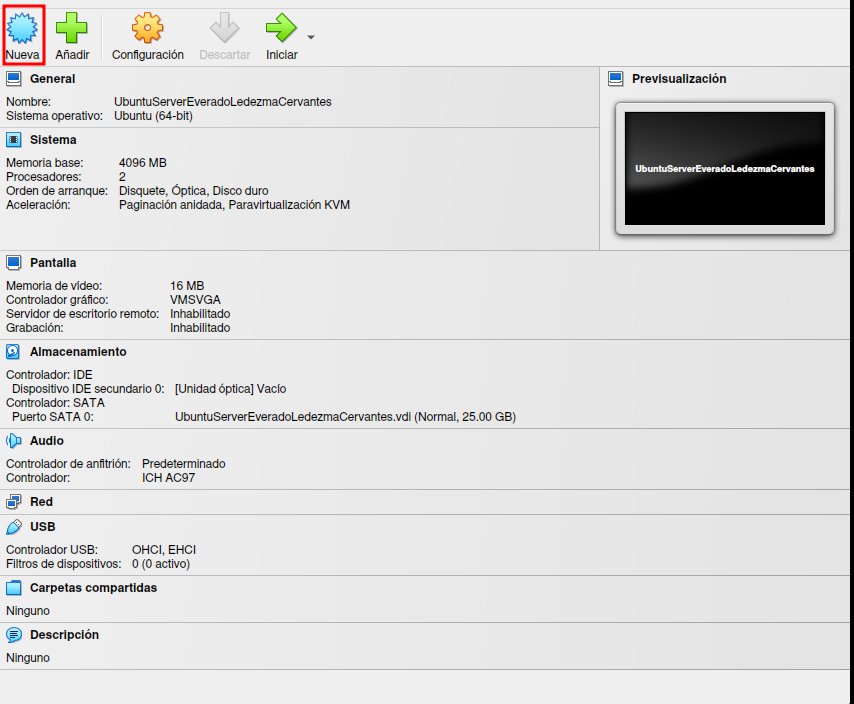 Nueva Añadir Configuración Descartar Iniciar
General
Nombre: UbuntuServerEveradoLedezmaCervantes
Sistema operativo: Ubuntu (64-bit)
Previsualización
UbuntuServerEveradoLedezmaCervantes
Sistema
Memoria base: 4096 MB
Procesadores: 2
Orden de arranque: Disquete, Óptica, Disco duro
Aceleración: Paginación anidada, Paravirtualización KVM
Pantalla
Memoria de vídeo: 16 MB
Controlador gráfico: VMSVGA
Servidor de escritorio remoto: Inhabilitado
Grabación: Inhabilitado
Almacenamiento
Controlador: IDE
Dispositivo IDE secundario 0: [Unidad óptica] Vacío
Controlador: SATA
Puerto SATA 0: UbuntuServerEveradoLedezmaCervantes.vdi (Normal, 25.00 GB)
Audio
Controlador de anfitrión: Predeterminado
Controlador: ICH AC97
Red
USB
Controlador USB: OHCI, EHCI
Filtros de dispositivos: 0 (0 activo)
Carpetas compartidas
Ninguno
Descripción
Ninguno